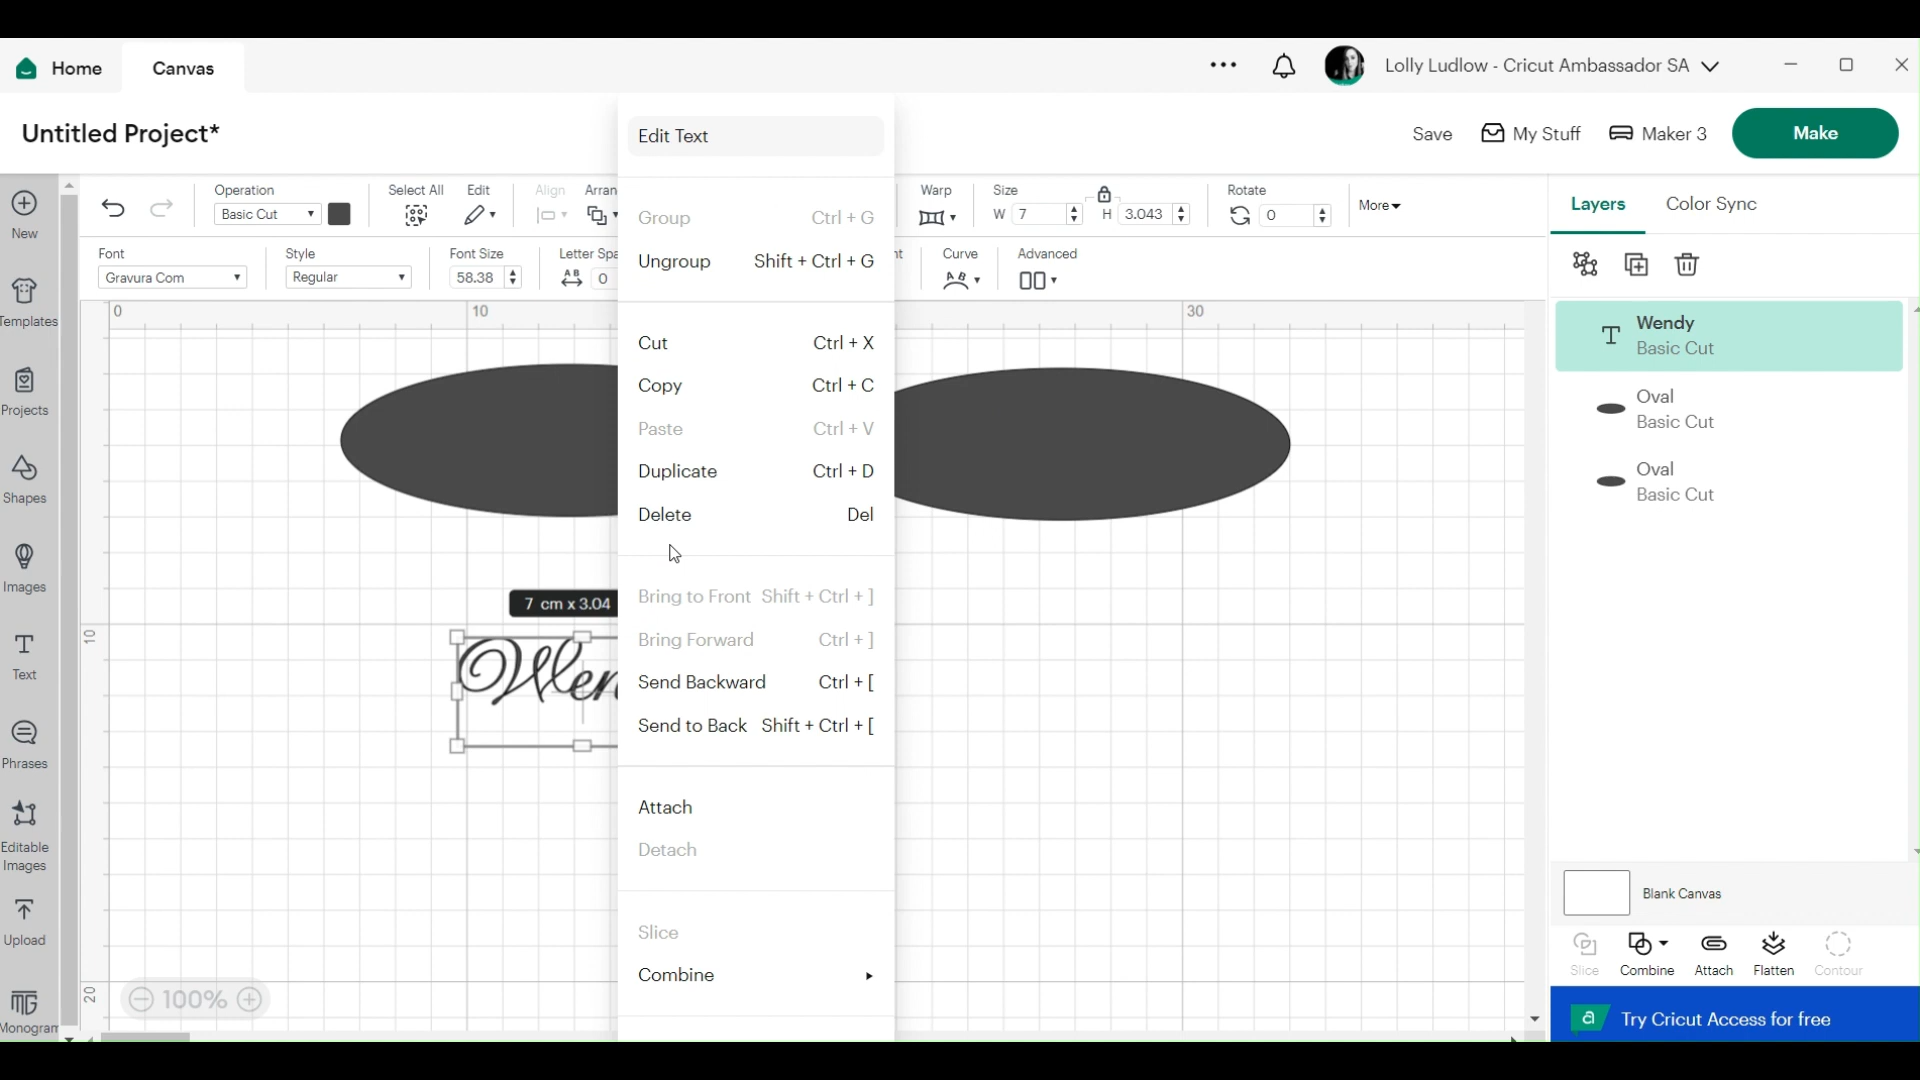 Home
Canvas
Lolly Ludlow - Cricut Ambassador SA
Untitled Project*
Save
My Stuff
Maker 3
Make
Operation
Basic Cut
Select All
Edit
Align
Warp
Size
W 7
H 3.043
Rotate
0
More
Font
Gravura Com
Style
Regular
Font Size
58.38
0
Curve
Advanced
Edit Text
Group Ctrl + G
Ungroup Shift + Ctrl + G
Cut Ctrl + X
Copy Ctrl + C
Paste Ctrl + V
Duplicate Ctrl + D
Delete Del
Bring to Front Shift + Ctrl + ]
Bring Forward Ctrl + ]
Send Backward Ctrl + [
Send to Back Shift + Ctrl + [
Attach
Detach
Slice
Combine
New
Templates
Projects
Shapes
Images
Text
Phrases
Editable
Images
Upload
Monogram
0
10
30
10
20
7 cm x 3.04
Wen
100%
Layers
Color Sync
Wendy
Basic Cut
Oval
Basic Cut
Oval
Basic Cut
Blank Canvas
Slice
Combine
Attach
Flatten
Contour
a
Try Cricut Access for free